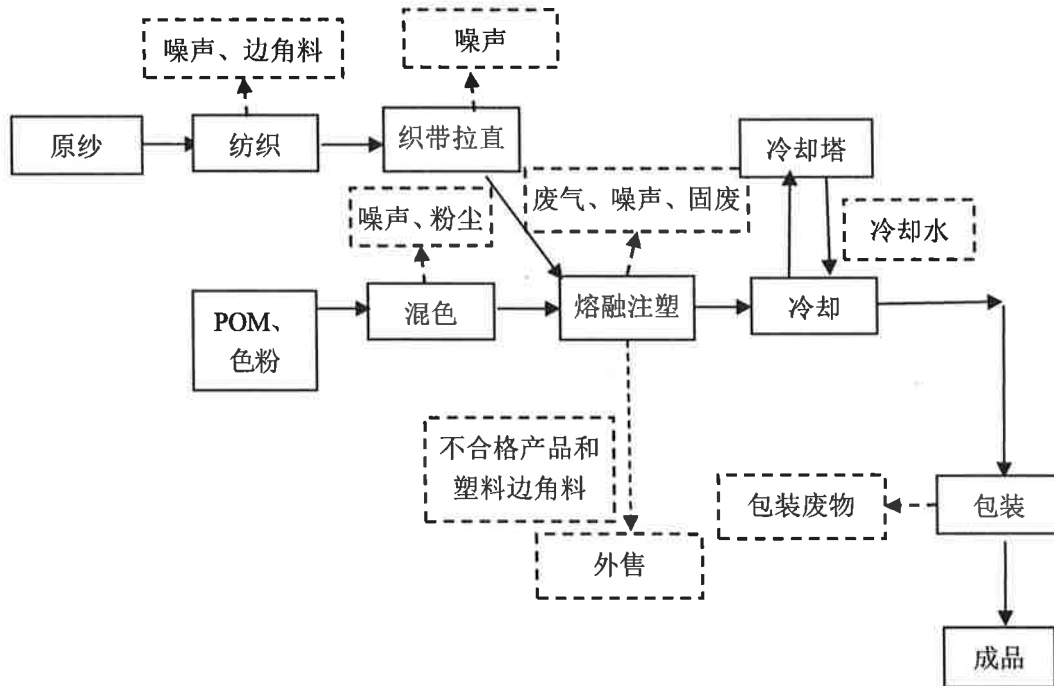 噪声、边角料
噪声
原纱
纺织
织带拉直
冷却塔
废气、噪声、固废
噪声、粉尘
冷却水
POM、
色粉
混色
熔融注塑
冷却
不合格产品和
塑料边角料
包装废物
包装
外售
成品